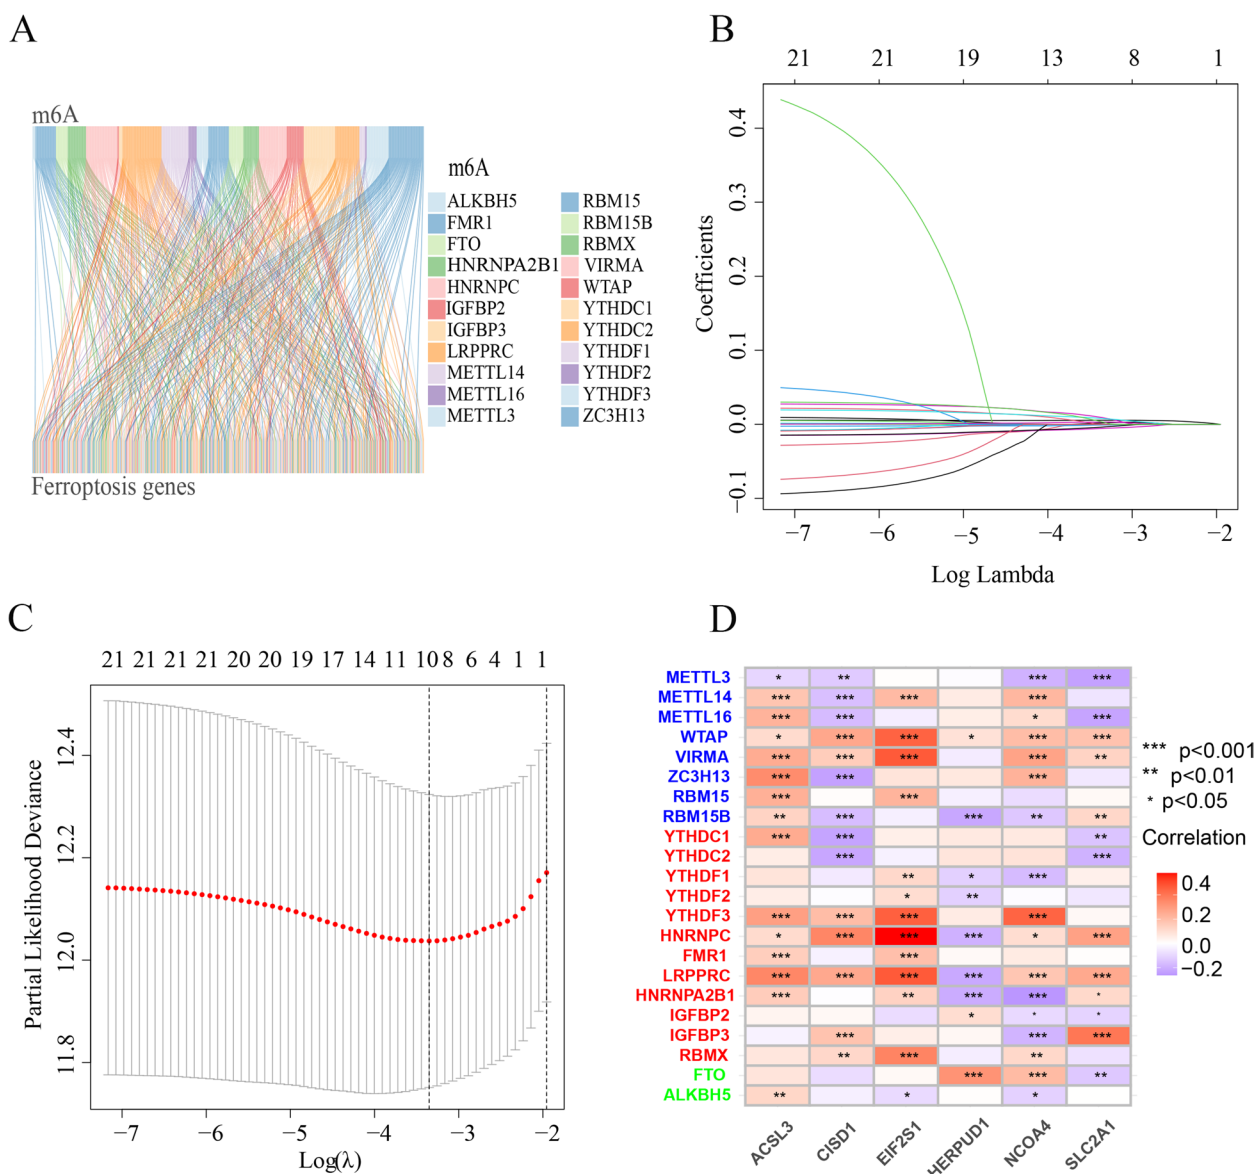 A
m6A
Ferroptosis genes
m6A
ALKBH5 RBM15
FMR1 RBM15B
FTO RBMX
HNRNPA2B1 VIRMA
HNRNPC WTAP
IGFBP2 YTHDC1
IGFBP3 YTHDC2
LRPPRC YTHDF1
METTL14 YTHDF2
METTL16 YTHDF3
METTL3 ZC3H13
B
21 21 19 13 8 1
Coefficients
0.4
0.3
0.2
0.1
0.0
−0.1
−7 −6 −5 −4 −3 −2
Log Lambda
C
21 21 21 21 20 20 19 17 14 11 10 8 6 4 1 1
Partial Likelihood Deviance
12.4
12.2
12.0
11.8
−7 −6 −5 −4 −3 −2
Log(λ)
D
METTL3 * ** *** ***
METTL14 *** *** *** ***
METTL16 *** *** * ***
WTAP * *** *** * *** ***
VIRMA *** *** *** *** **
ZC3H13 *** *** ***
RBM15 *** ***
RBM15B ** *** *** ** **
YTHDC1 *** *** **
YTHDC2 *** ***
YTHDF1 ** * ***
YTHDF2 * **
YTHDF3 *** *** *** ***
HNRNPC * *** *** *** * ***
FMR1 *** ***
LRPPRC *** *** *** *** *** ***
HNRNPA2B1 *** ** *** *** *
IGFBP2 * * *
IGFBP3 *** *** ***
RBMX ** *** **
FTO *** *** **
ALKBH5 ** * *
ACSL3 CISD1 EIF2S1 HERPUD1 NCOA4 SLC2A1
*** p<0.001
** p<0.01
* p<0.05
Correlation
0.4
0.2
0.0
−0.2